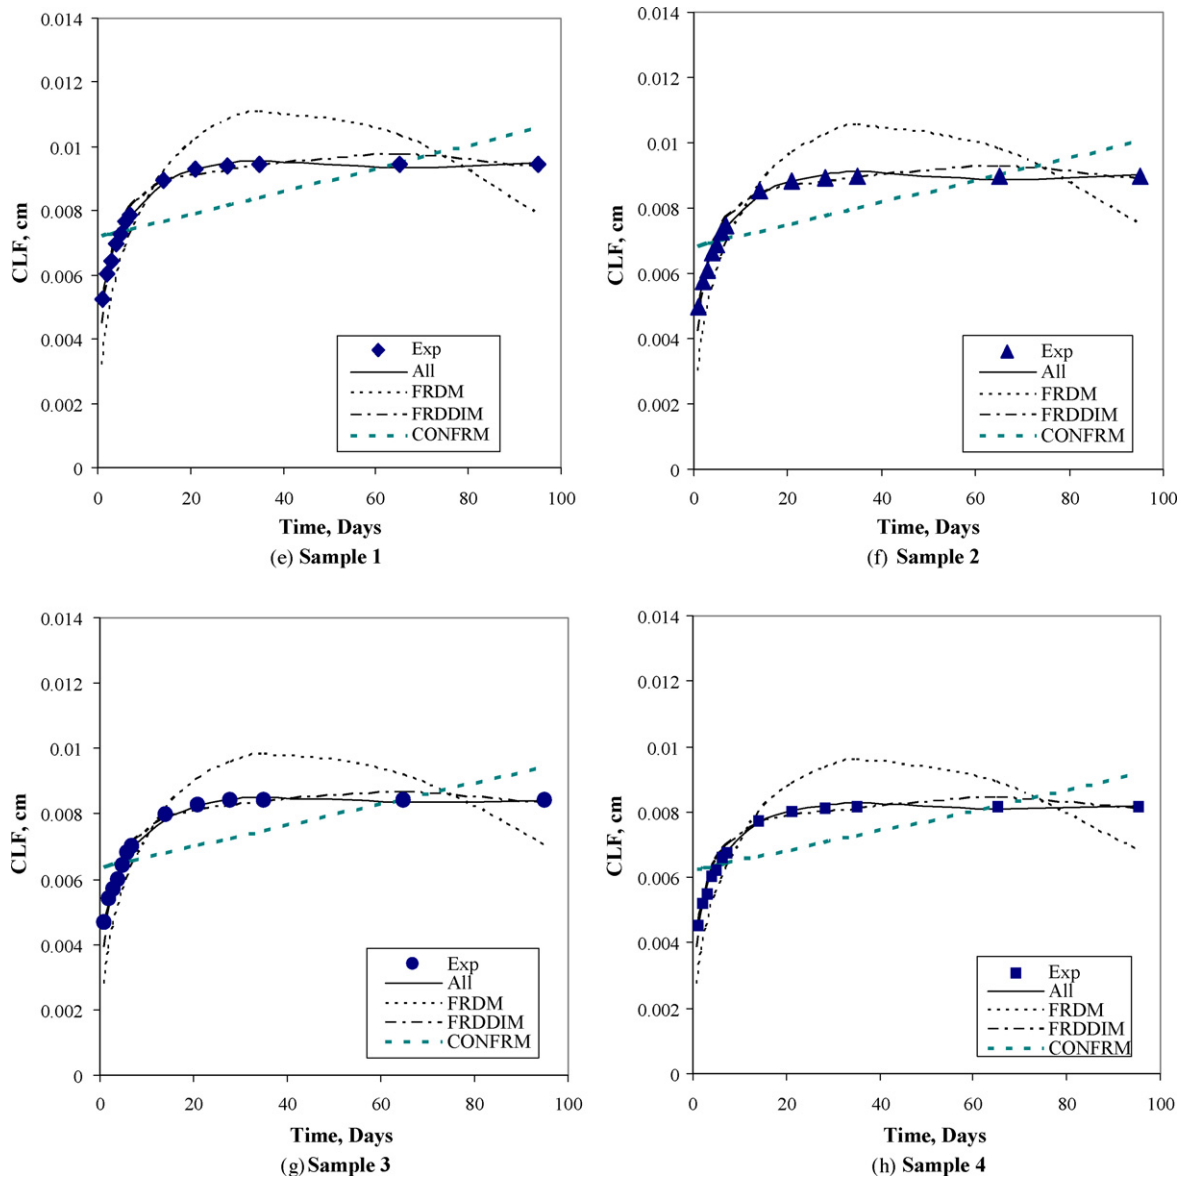 0.014
0.012
0.01
0.008
0.006
0.004
0.002
0
CLF, cm
Exp
All
FRDM
FRDDIM
CONFRM
0 20 40 60 80 100
Time, Days
(e) Sample 1
0.014
0.012
0.01
0.008
0.006
0.004
0.002
0
CLF, cm
Exp
All
FRDM
FRDDIM
CONFRM
0 20 40 60 80 100
Time, Days
(f) Sample 2
0.014
0.012
0.01
0.008
0.006
0.004
0.002
0
CLF, cm
Exp
All
FRDM
FRDDIM
CONFRM
0 20 40 60 80 100
Time, Days
(g) Sample 3
0.014
0.012
0.01
0.008
0.006
0.004
0.002
0
CLF, cm
Exp
All
FRDM
FRDDIM
CONFRM
0 20 40 60 80 100
Time, Days
(h) Sample 4